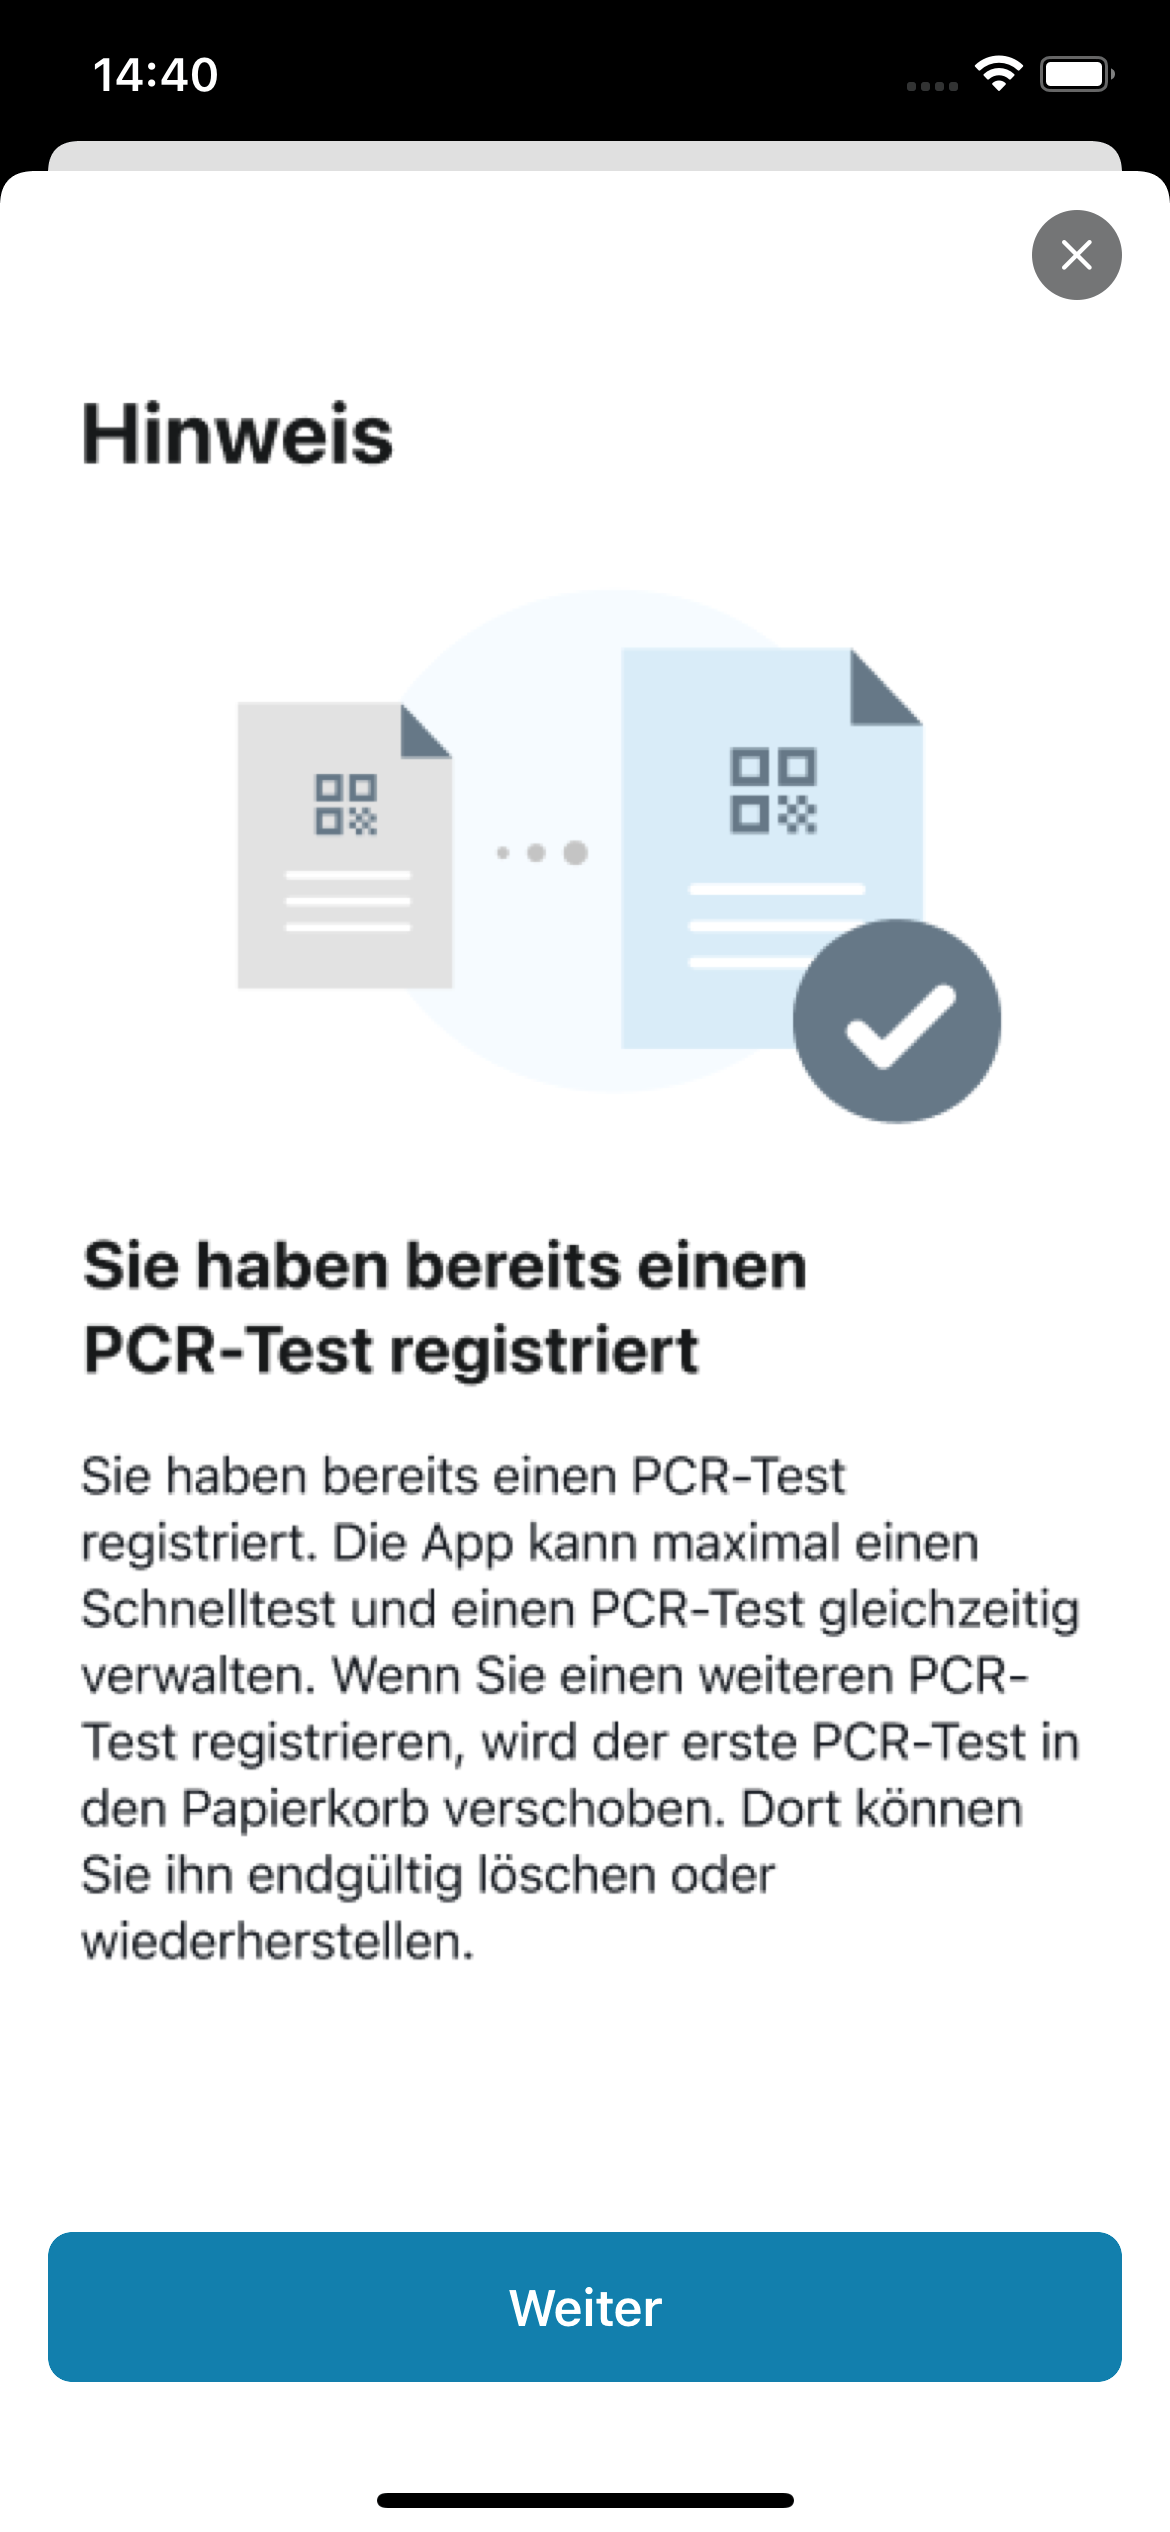 14:40
Hinweis
Sie haben bereits einen
PCR-Test registriert
Sie haben bereits einen PCR-Test
registriert. Die App kann maximal einen
Schnelltest und einen PCR-Test gleichzeitig
verwalten. Wenn Sie einen weiteren PCR-
Test registrieren, wird der erste PCR-Test in
den Papierkorb verschoben. Dort können
Sie ihn endgültig löschen oder
wiederherstellen.
Weiter